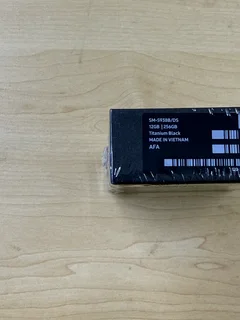 SM-S938B/DS
12GB | 256GB
Titanium Black
MADE IN VIETNAM
AFA